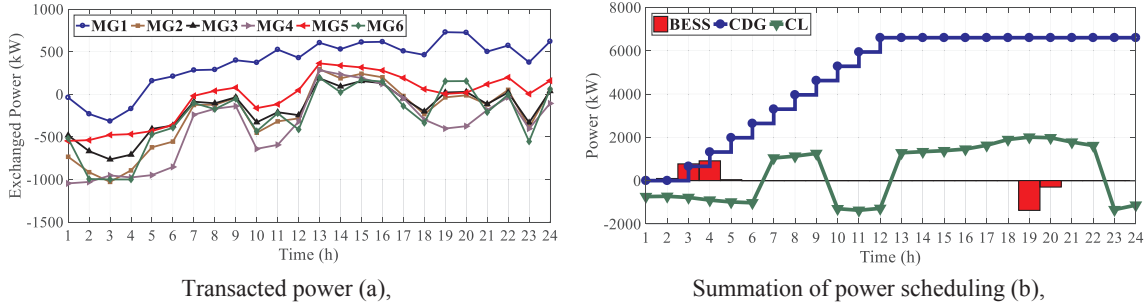 MG1 MG2 MG3 MG4 MG5 MG6
Exchanged Power (kW)
1000
500
0
-500
-1000
-1500
1 2 3 4 5 6 7 8 9 10 11 12 13 14 15 16 17 18 19 20 21 22 23 24
Time (h)
Transacted power (a),
BESS CDG CL
Power (kW)
8000
6000
4000
2000
0
-2000
1 2 3 4 5 6 7 8 9 10 11 12 13 14 15 16 17 18 19 20 21 22 23 24
Time (h)
Summation of power scheduling (b),